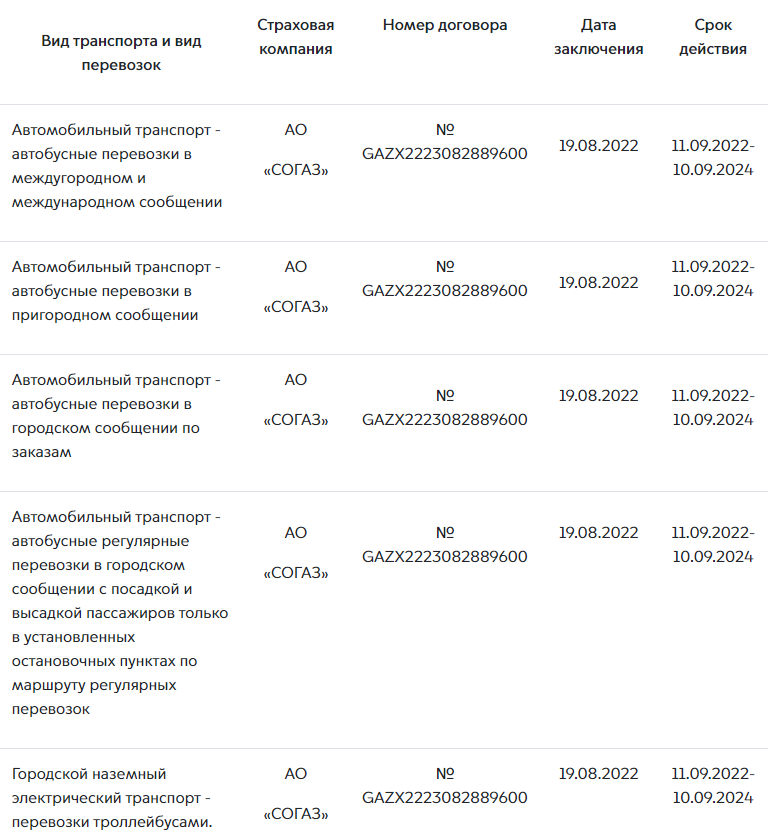 Вид транспорта и вид
перевозок
Страховая
компания
Номер договора
Дата
заключения
Срок
действия
Автомобильный транспорт -
автобусные перевозки в
междугородном и
международном сообщении
АО
«СОГАЗ»
№
GAZX2223082889600
19.08.2022
11.09.2022-
10.09.2024
Автомобильный транспорт -
автобусные перевозки в
пригородном сообщении
АО
«СОГАЗ»
№
GAZX2223082889600
19.08.2022
11.09.2022-
10.09.2024
Автомобильный транспорт -
автобусные перевозки в
городском сообщении по
заказам
АО
«СОГАЗ»
№
GAZX2223082889600
19.08.2022
11.09.2022-
10.09.2024
Автомобильный транспорт -
автобусные регулярные
перевозки в городском
сообщении с посадкой и
высадкой пассажиров только
в установленных
остановочных пунктах по
маршруту регулярных
перевозок
АО
«СОГАЗ»
№
GAZX2223082889600
19.08.2022
11.09.2022-
10.09.2024
Городской наземный
электрический транспорт -
перевозки троллейбусами.
АО
«СОГАЗ»
№
GAZX2223082889600
19.08.2022
11.09.2022-
10.09.2024